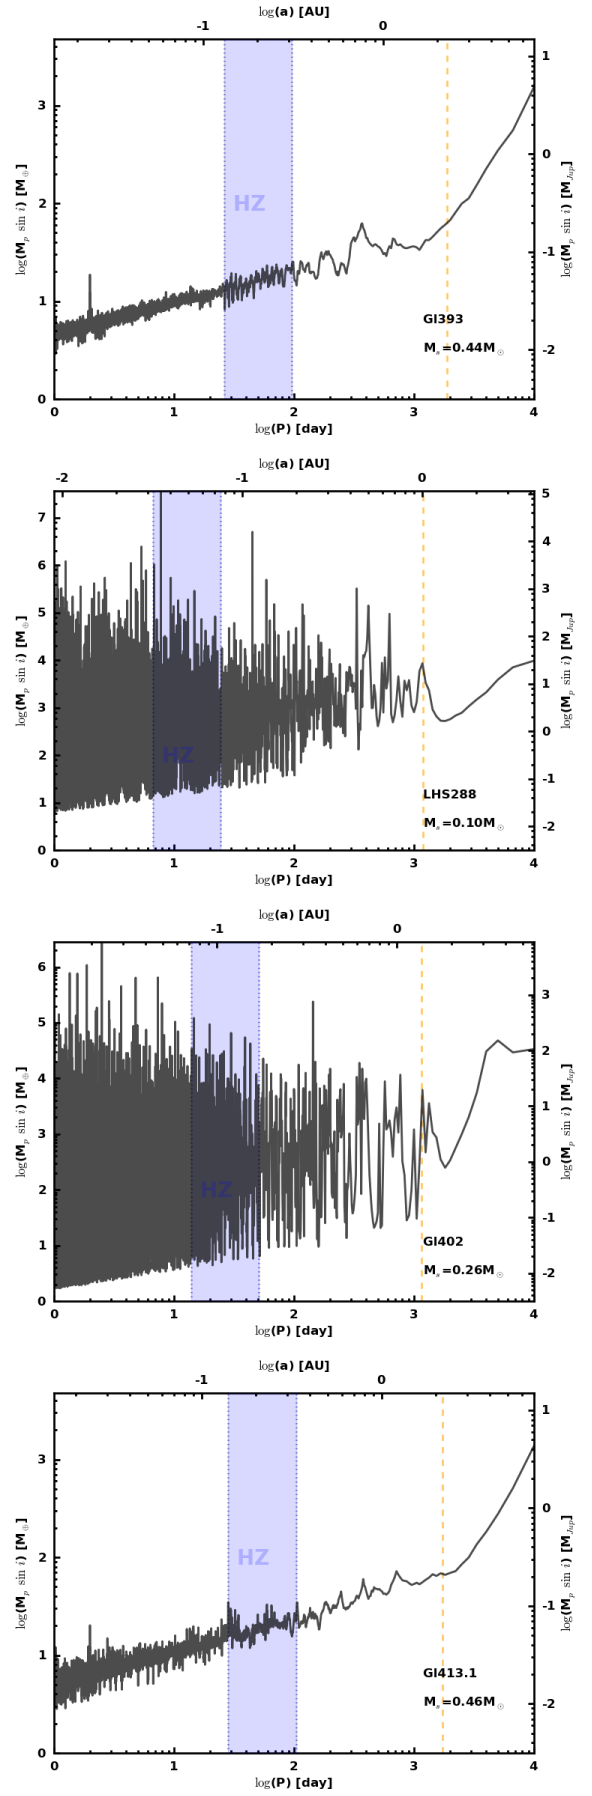 log(a) [AU]
-1 0
3 2 1 0
1 0 -1 -2
log(M_p sin i) [M_⊕]
log(M_p sin i) [M_Jup]
HZ
Gl393
M_s=0.44M_⊙
0 1 2 3 4
log(P) [day]
log(a) [AU]
-2 -1 0
7 6 5 4 3 2 1 0
5 4 3 2 1 0 -1 -2
log(M_p sin i) [M_⊕]
log(M_p sin i) [M_Jup]
HZ
LHS288
M_s=0.10M_⊙
0 1 2 3 4
log(P) [day]
log(a) [AU]
-1 0
6 5 4 3 2 1 0
3 2 1 0 -1 -2
log(M_p sin i) [M_⊕]
log(M_p sin i) [M_Jup]
HZ
Gl402
M_s=0.26M_⊙
0 1 2 3 4
log(P) [day]
log(a) [AU]
-1 0
3 2 1 0
1 0 -1 -2
log(M_p sin i) [M_⊕]
log(M_p sin i) [M_Jup]
HZ
Gl413.1
M_s=0.46M_⊙
0 1 2 3 4
log(P) [day]